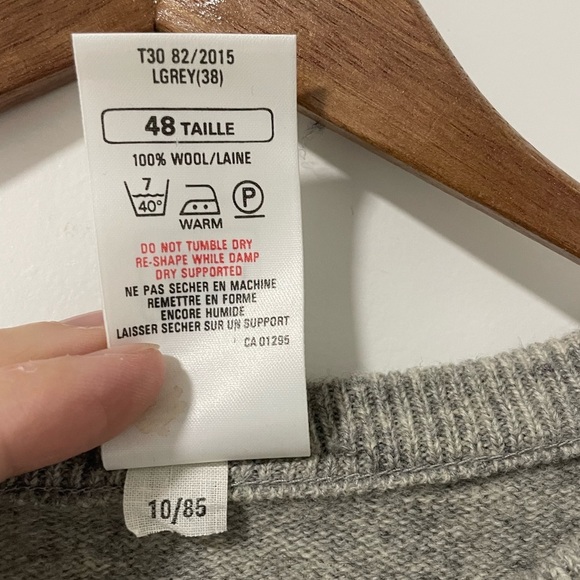 T30 82/2015
LGREY(38)
48 TAILLE
100% WOOL/LAINE
7
40°
P
WARM
DO NOT TUMBLE DRY
RE-SHAPE WHILE DAMP
DRY SUPPORTED
NE PAS SECHER EN MACHINE
REMETTRE EN FORME
ENCORE HUMIDE
LAISSER SECHER SUR UN SUPPORT
CA 01295
10/85